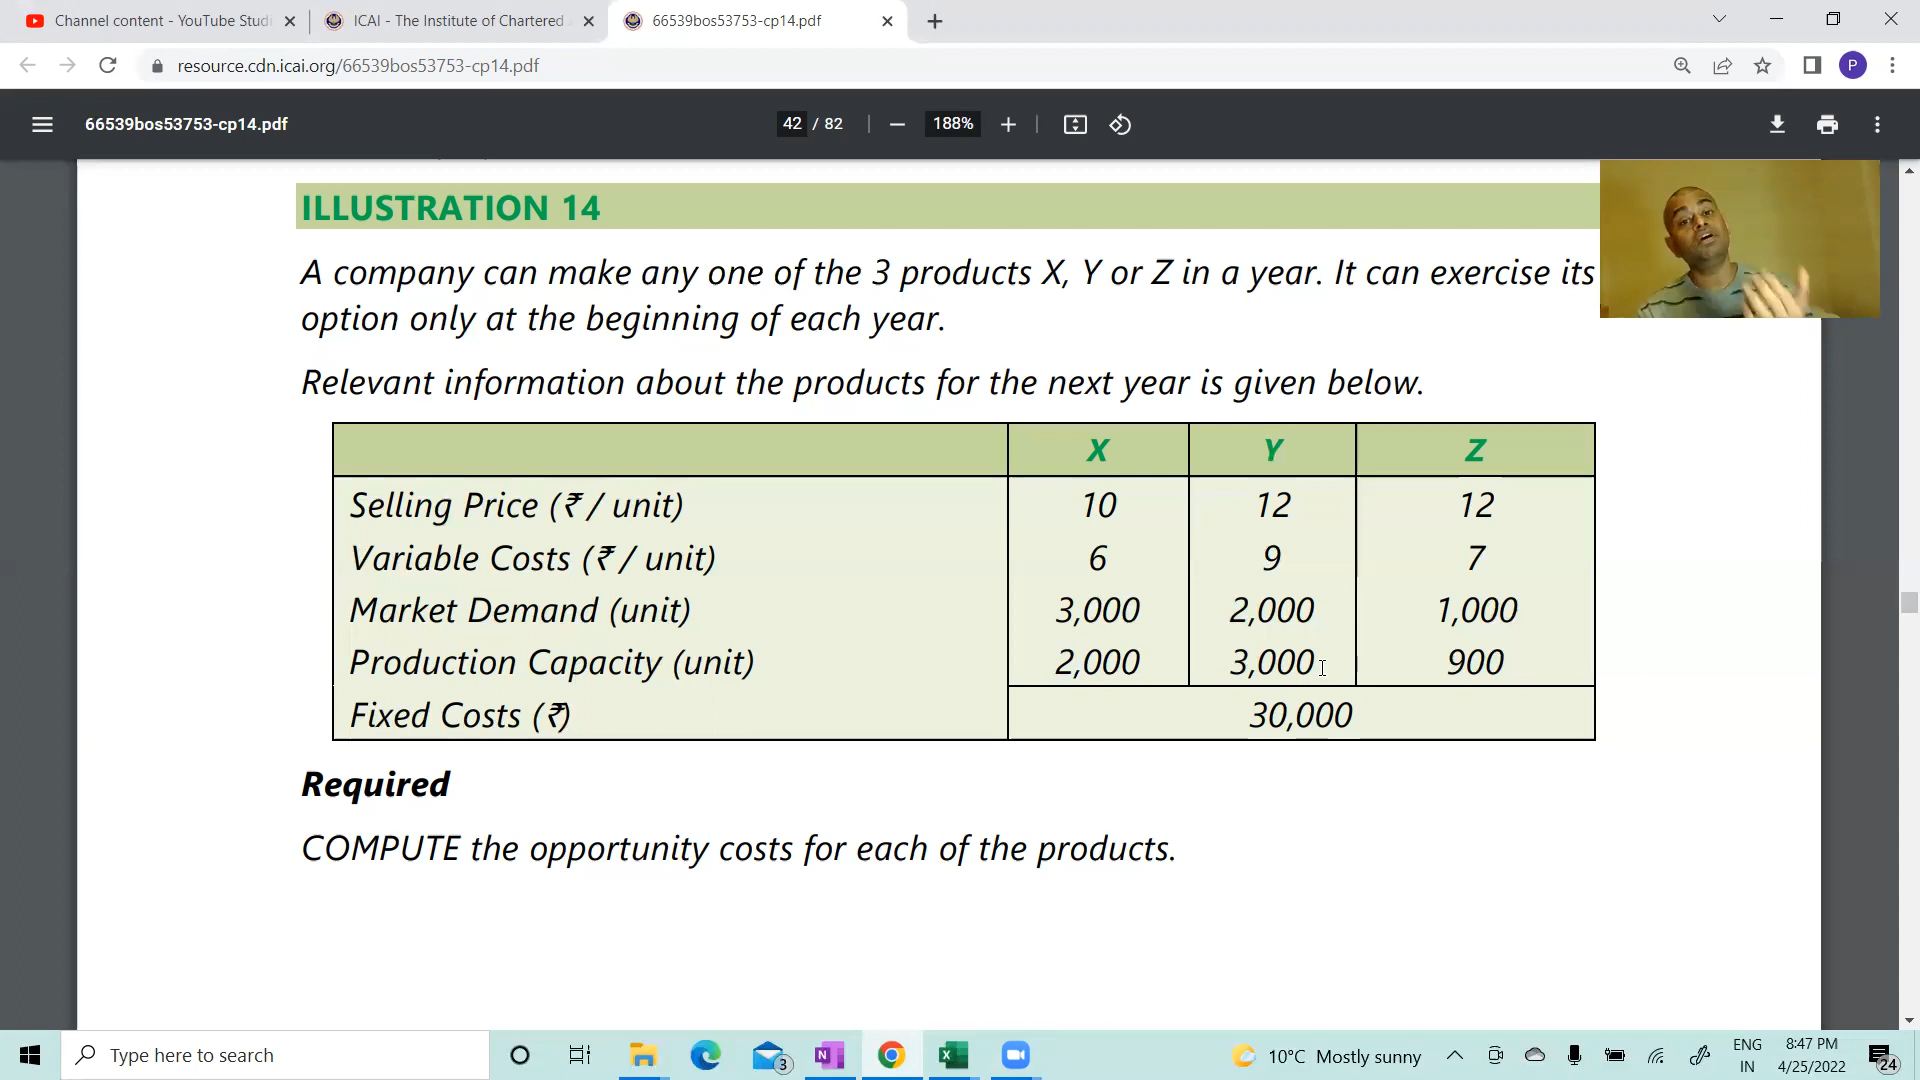 Channel content - YouTube Studi
ICAI - The Institute of Chartered
66539bos53753-cp14.pdf
resource.cdn.icai.org/66539bos53753-cp14.pdf
P
66539bos53753-cp14.pdf
42 / 82
188%
ILLUSTRATION 14
A company can make any one of the 3 products X, Y or Z in a year. It can exercise its
option only at the beginning of each year.
Relevant information about the products for the next year is given below.
X Y Z
Selling Price (₹ / unit) 10 12 12
Variable Costs (₹ / unit) 6 9 7
Market Demand (unit) 3,000 2,000 1,000
Production Capacity (unit) 2,000 3,000 900
Fixed Costs (₹) 30,000
Required
COMPUTE the opportunity costs for each of the products.
Type here to search
3
N
X
10°C Mostly sunny
ENG
IN
8:47 PM
4/25/2022
24